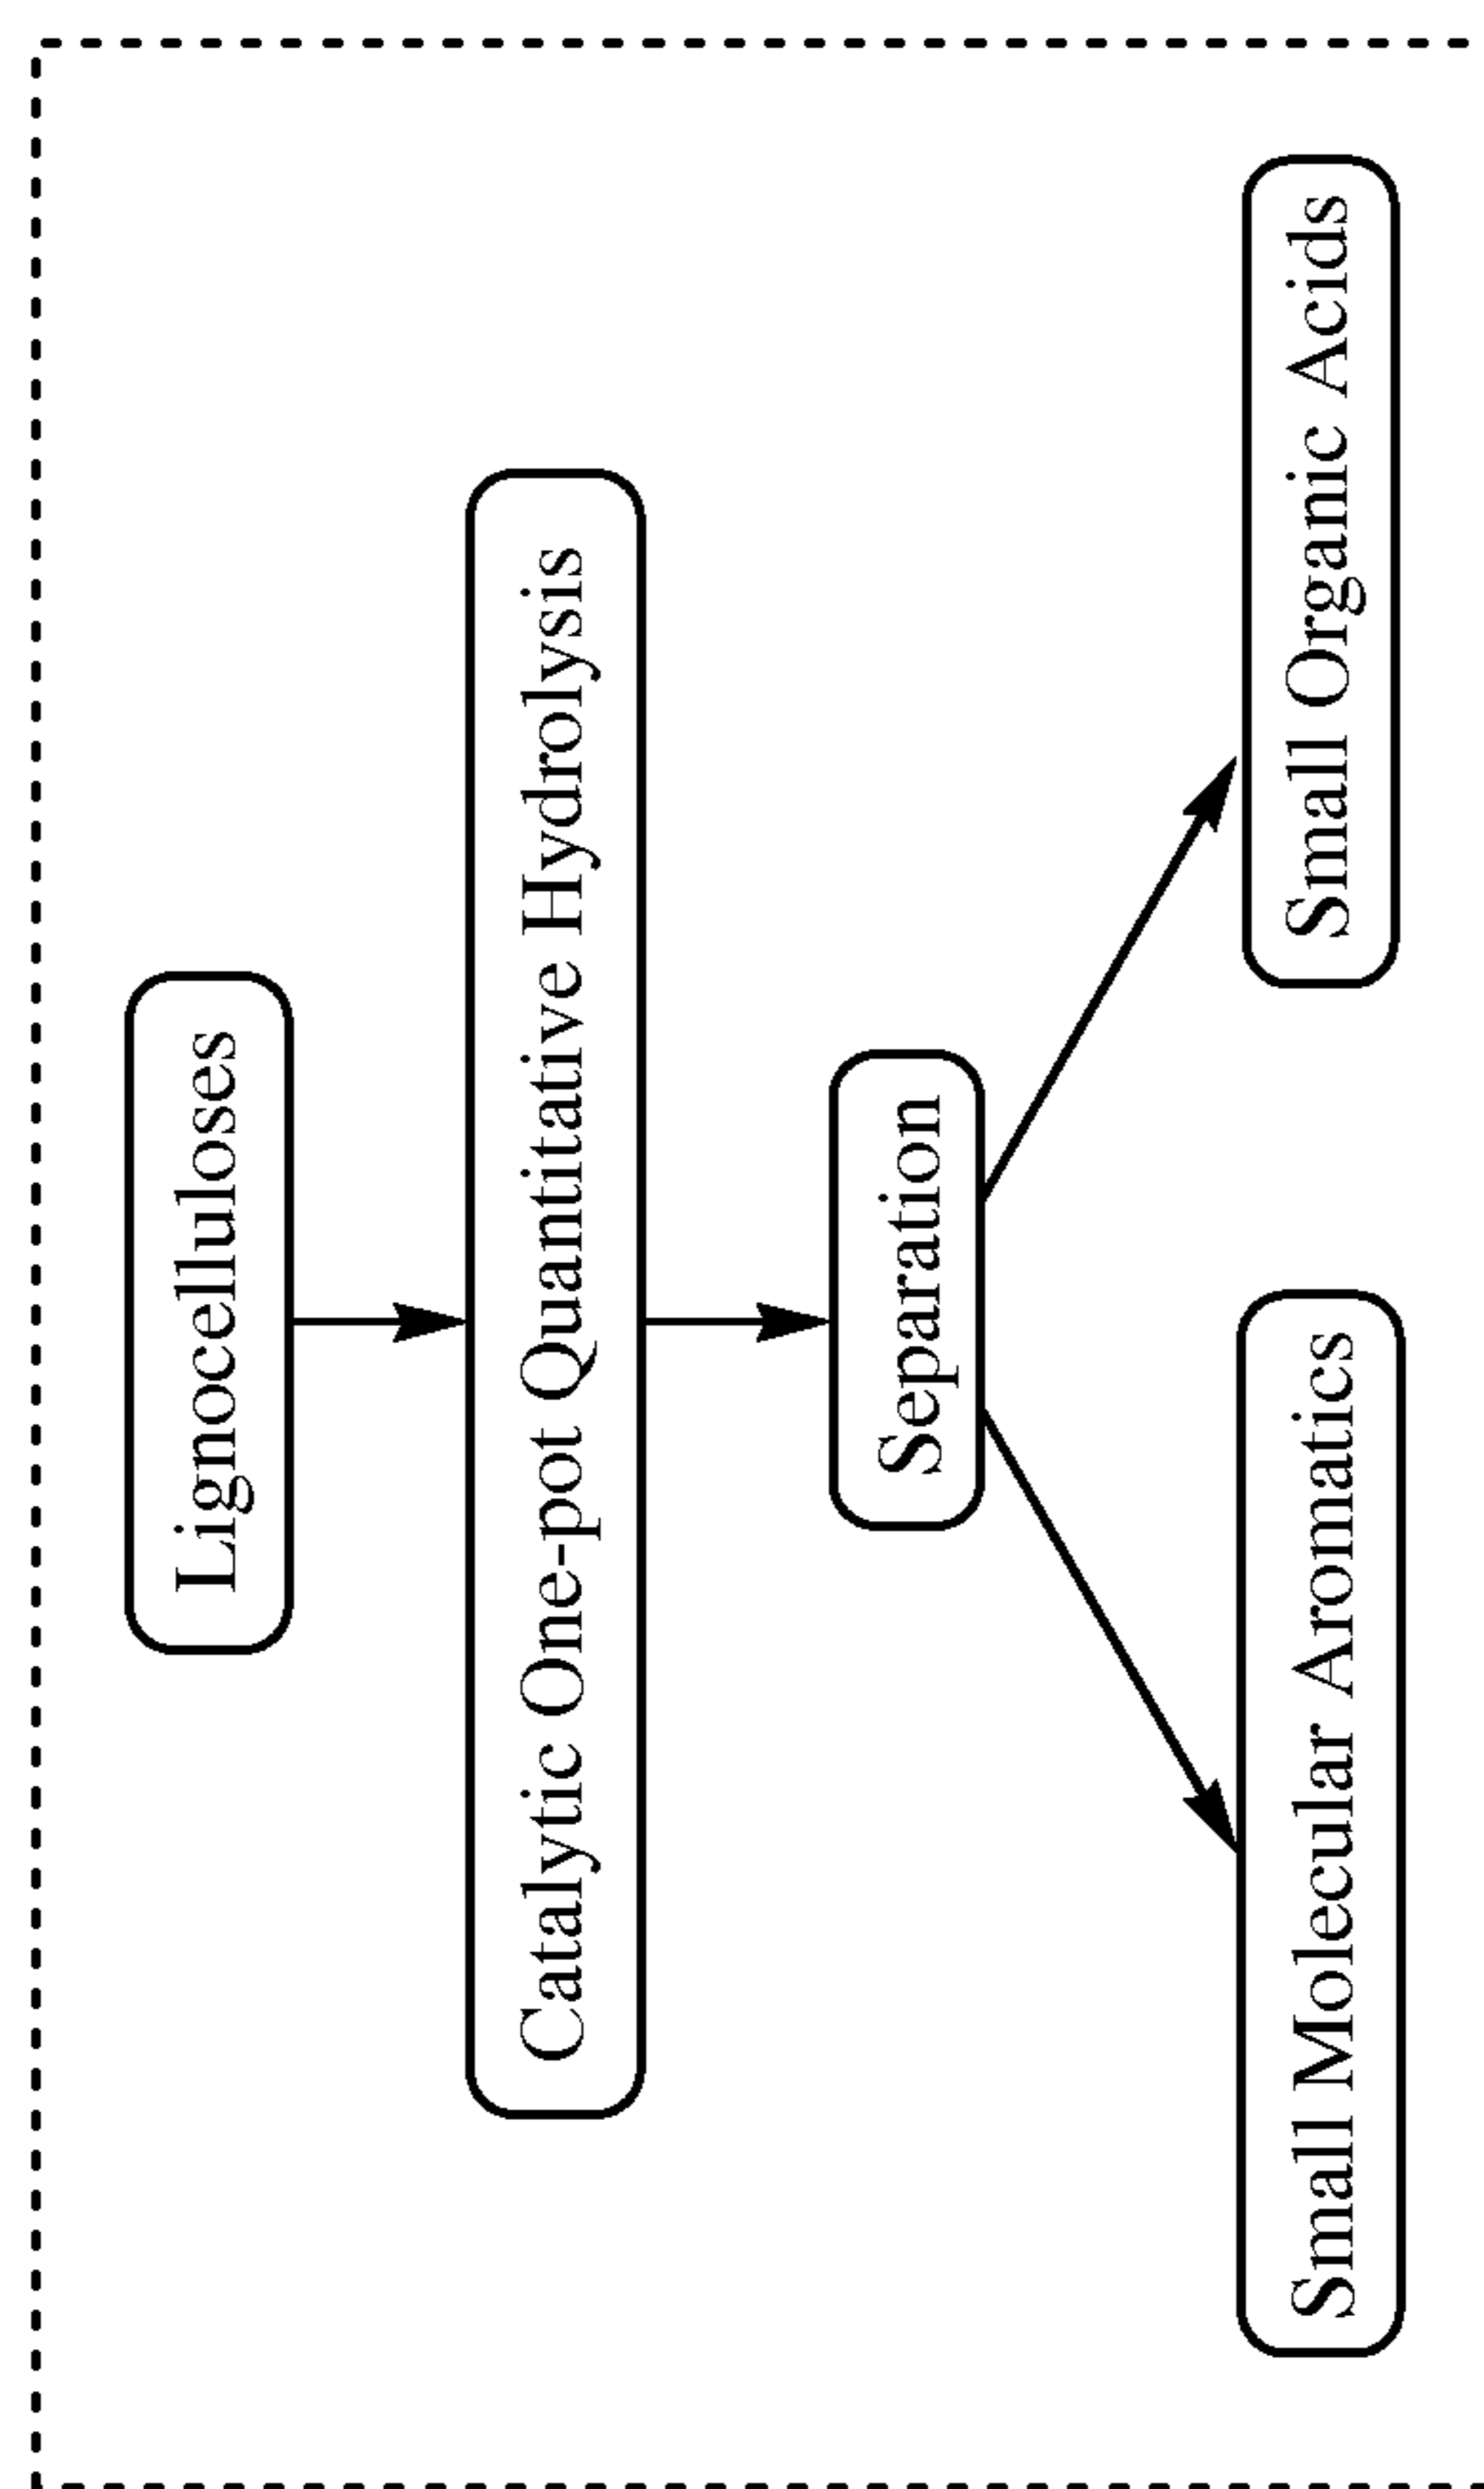 Lignocelluloses
Catalytic One-pot Quantitative Hydrolysis
Separation
Small Molecular Aromatics
Small Organic Acids